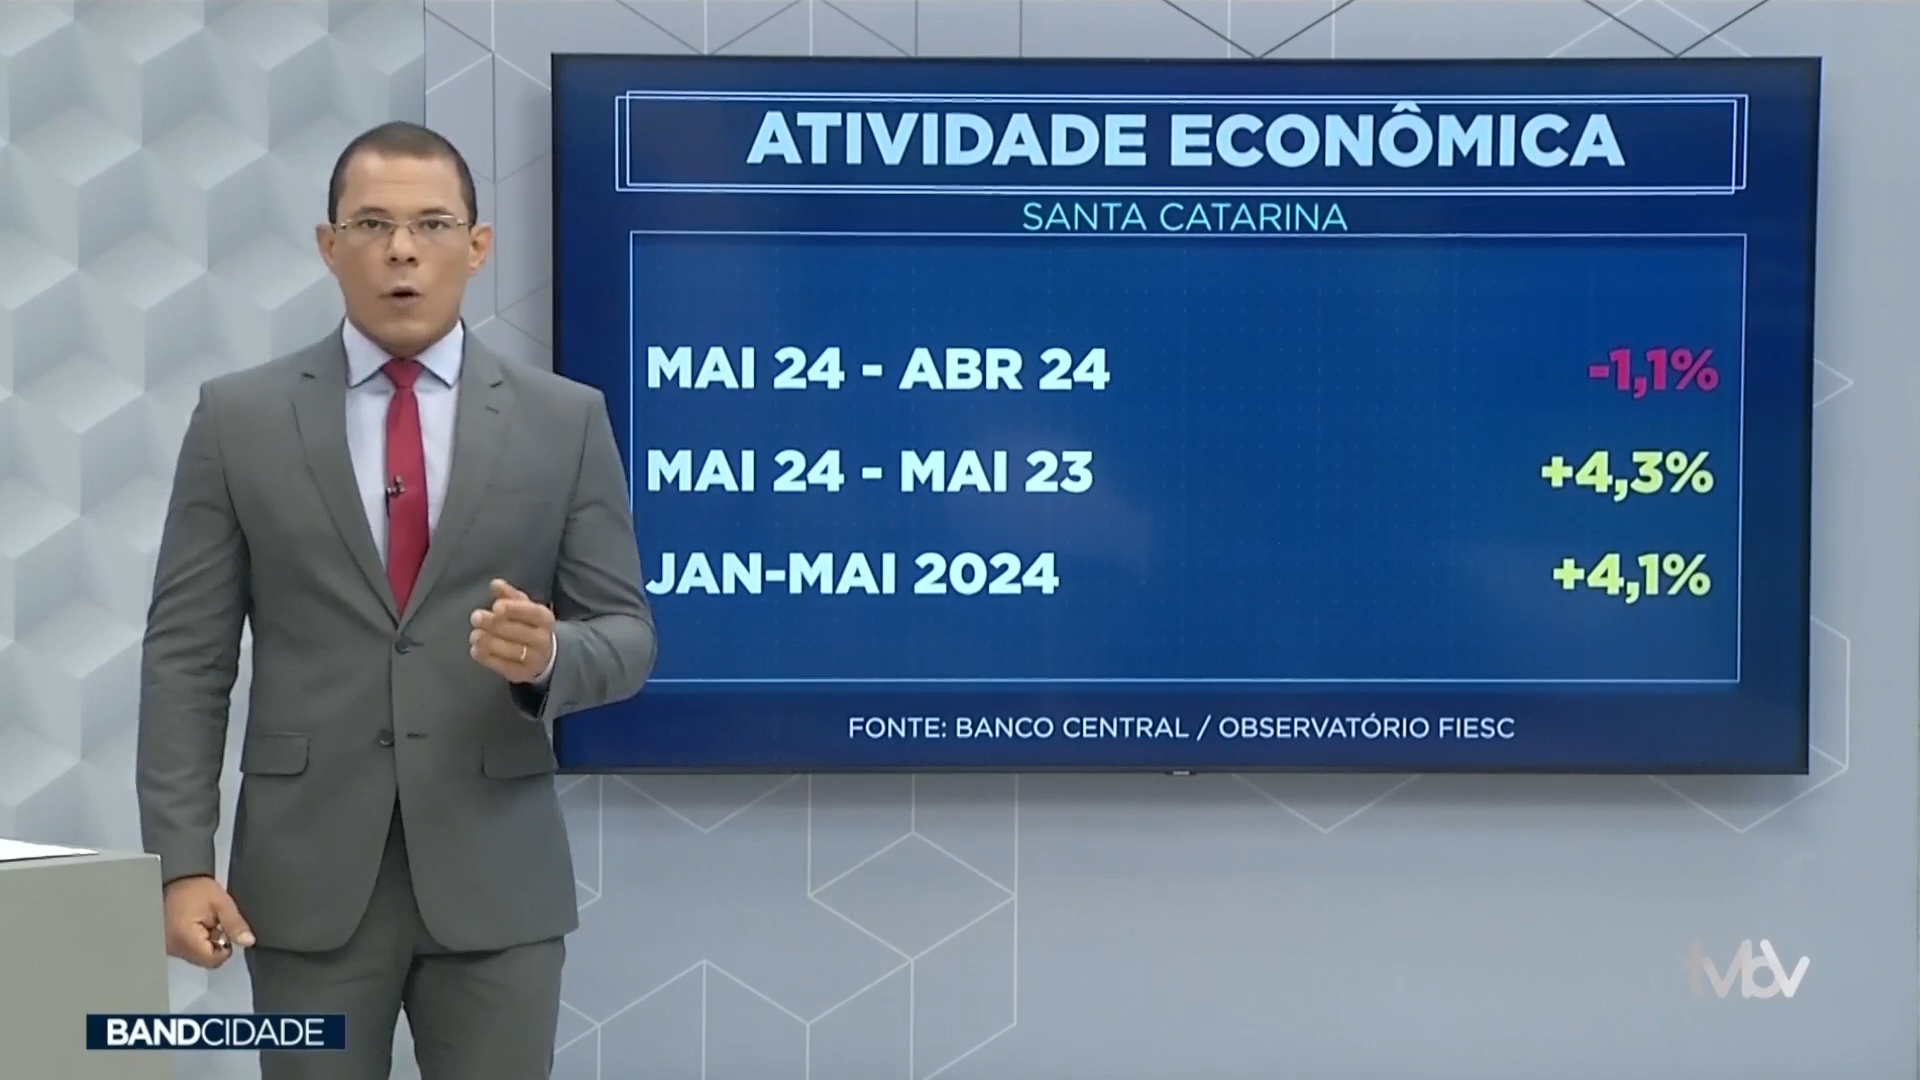 ATIVIDADE ECONÔMICA
SANTA CATARINA
MAI 24 - ABR 24 -1,1%
MAI 24 - MAI 23 +4,3%
JAN-MAI 2024 +4,1%
FONTE: BANCO CENTRAL / OBSERVATÓRIO FIESC
tvbv
BANDCIDADE